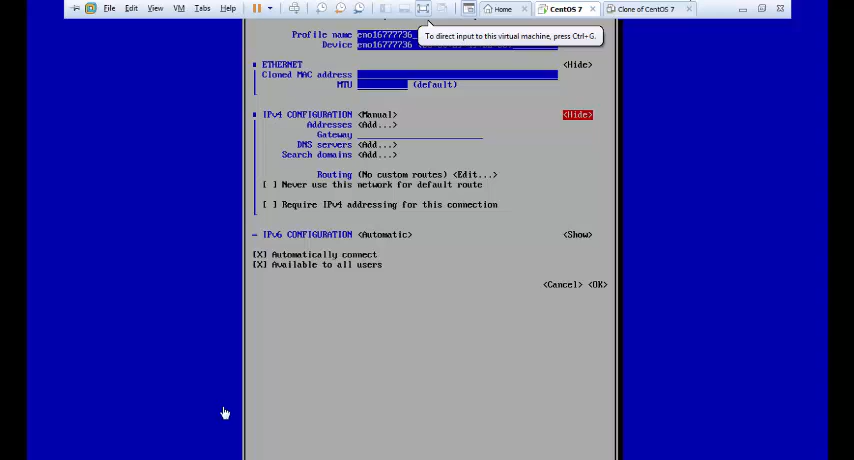 File Edit View VM Tabs Help Home CentOS 7 Clone of CentOS 7
To direct input to this virtual machine, press Ctrl+G.
Profile name eno16777736
Device eno16777736
ETHERNET <Hide>
Cloned MAC address
MTU (default)
IPv4 CONFIGURATION <Manual> <Hide>
Addresses <Add...>
Gateway
DNS servers <Add...>
Search domains <Add...>
Routing (No custom routes) <Edit...>
[ ] Never use this network for default route
[ ] Require IPv4 addressing for this connection
IPv6 CONFIGURATION <Automatic> <Show>
[X] Automatically connect
[X] Available to all users
<Cancel> <OK>